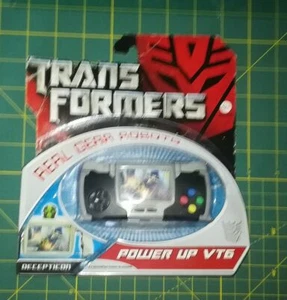 TRANS
FORMERS
REAL GEAR ROBOTS
POWER UP VT6
DECEPTICON